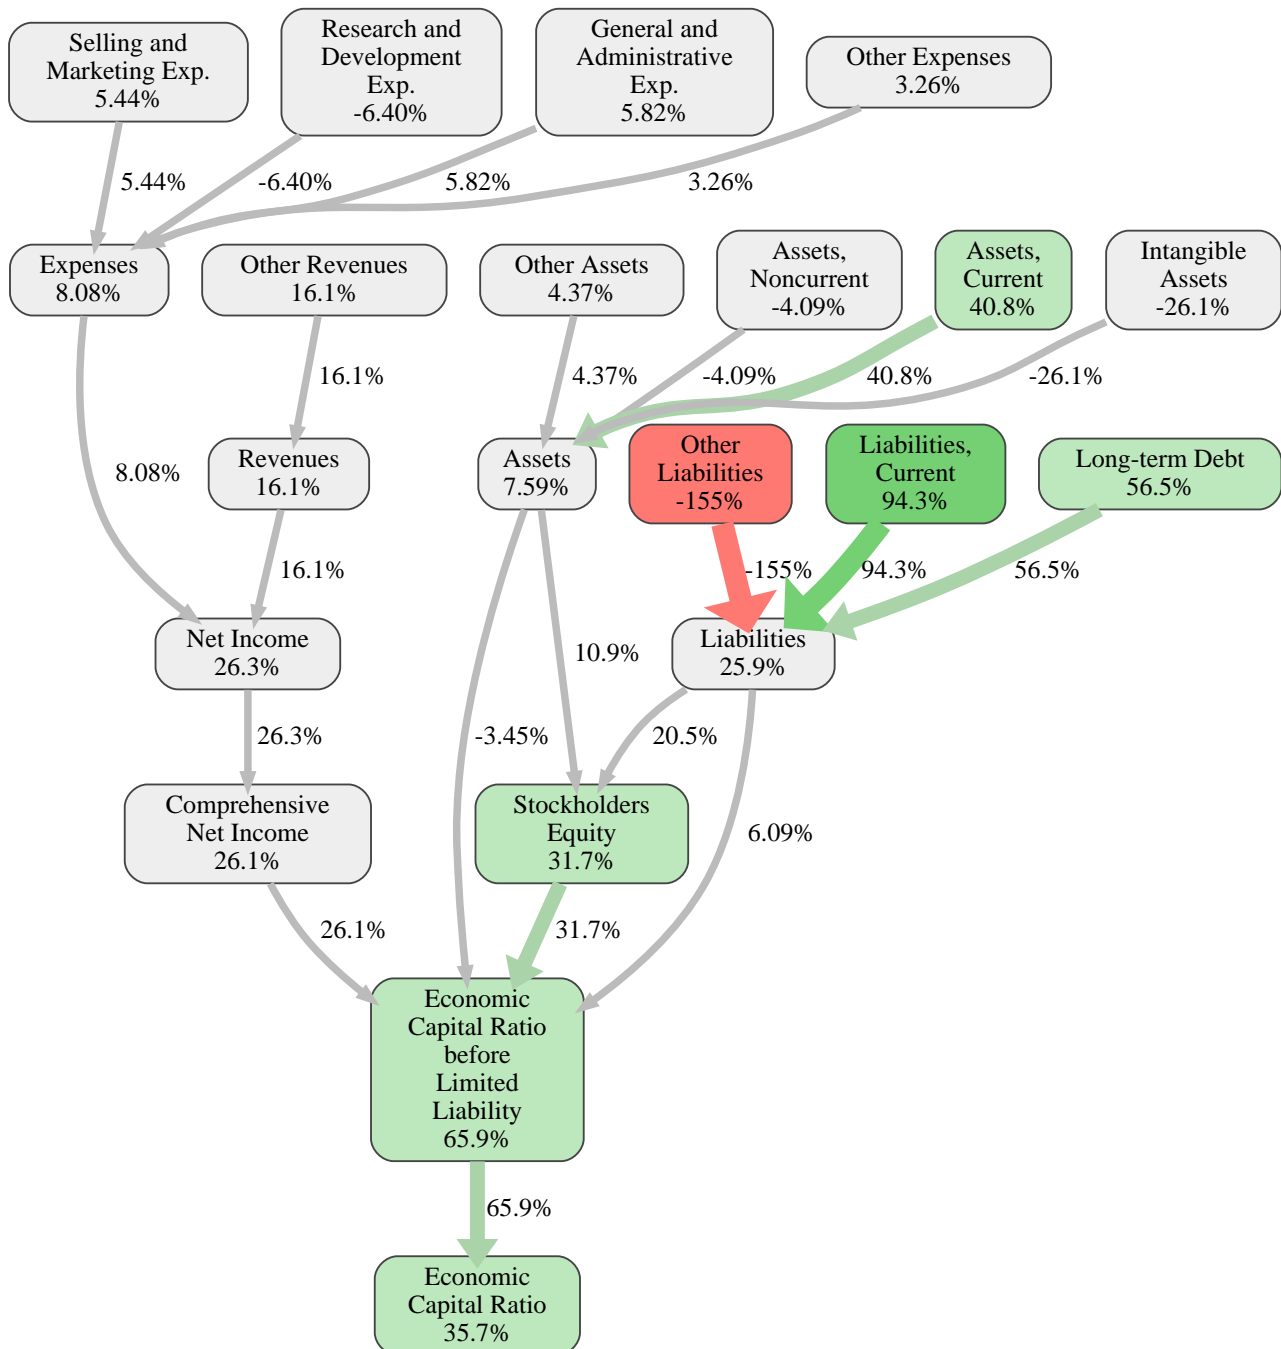 Selling and
Marketing Exp.
5.44%
Research and
Development
Exp.
-6.40%
General and
Administrative
Exp.
5.82%
Other Expenses
3.26%
5.44%
-6.40%
5.82%
3.26%
Expenses
8.08%
Other Revenues
16.1%
Other Assets
4.37%
Assets,
Noncurrent
-4.09%
Assets,
Current
40.8%
Intangible
Assets
-26.1%
16.1%
4.37%
-4.09%
40.8%
-26.1%
8.08%
Revenues
16.1%
Assets
7.59%
Other
Liabilities
-155%
Liabilities,
Current
94.3%
Long-term Debt
56.5%
16.1%
-155%
94.3%
56.5%
Net Income
26.3%
10.9%
Liabilities
25.9%
26.3%
-3.45%
20.5%
Comprehensive
Net Income
26.1%
Stockholders
Equity
31.7%
6.09%
26.1%
31.7%
Economic
Capital Ratio
before
Limited
Liability
65.9%
65.9%
Economic
Capital Ratio
35.7%